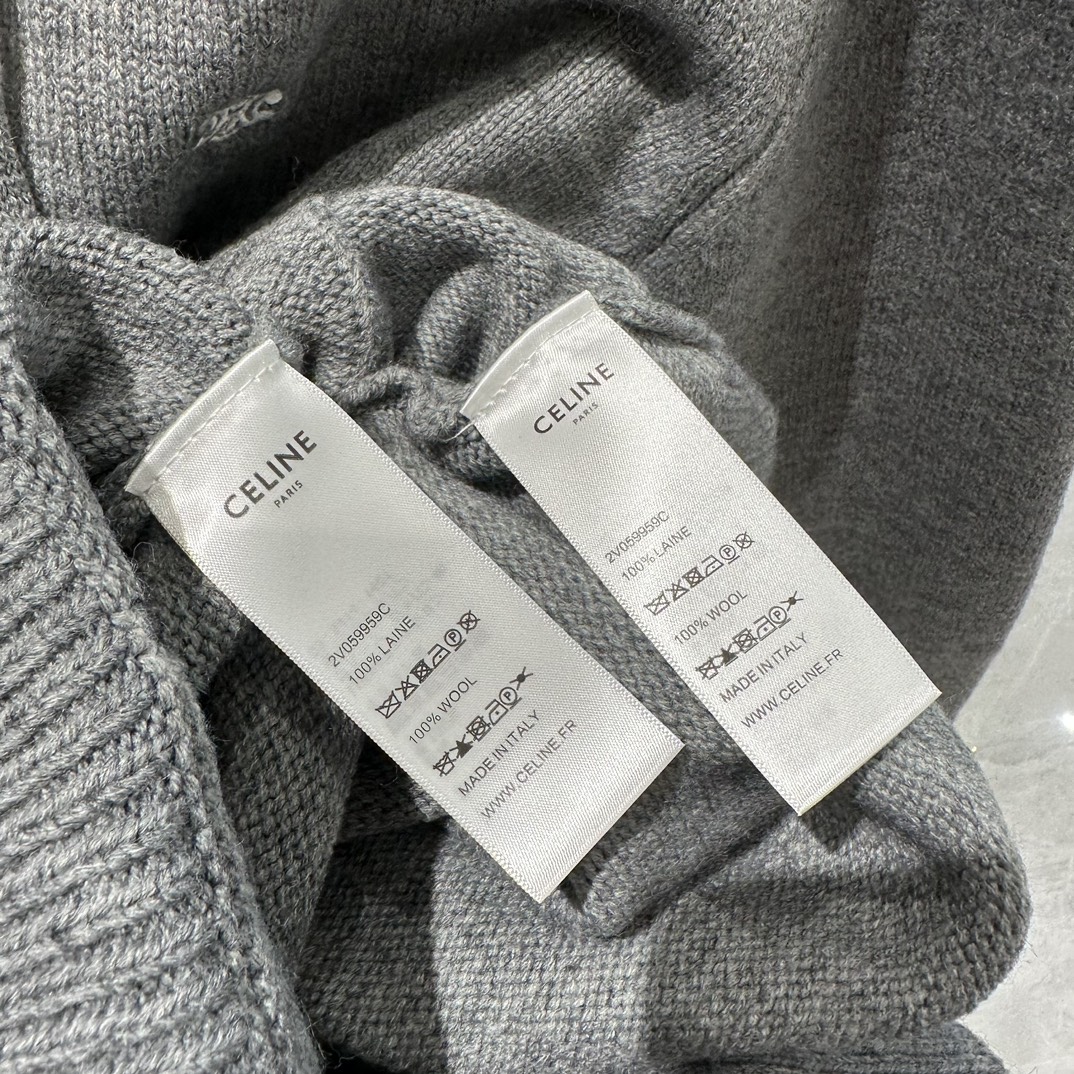 CELINE
PARIS
2V059959C
100% LAINE
100% WOOL
MADE IN ITALY
WWW.CELINE.FR
CELINE
PARIS
2V059959C
100% LAINE
100% WOOL
MADE IN ITALY
WWW.CELINE.FR